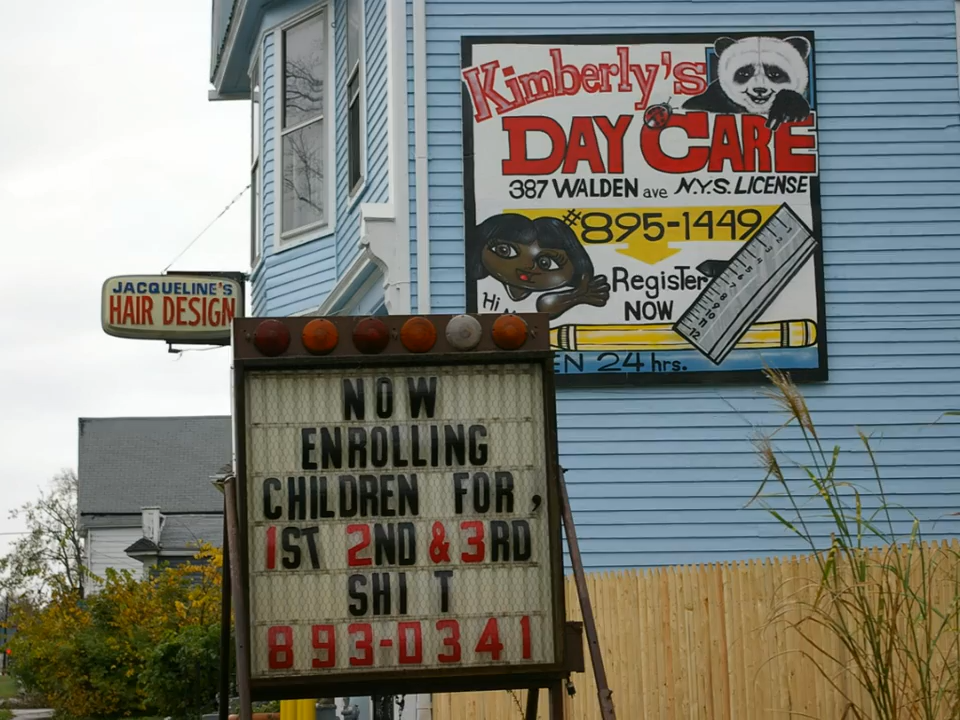 Kimberly's
DAY CARE
387 WALDEN ave N.Y.S. LICENSE
#895-1449
Register
NOW
Hi
EN 24 hrs.
JACQUELINE'S
HAIR DESIGN
NOW
ENROLLING
CHILDREN FOR,
1ST 2ND & 3RD
SHI T
893-0341